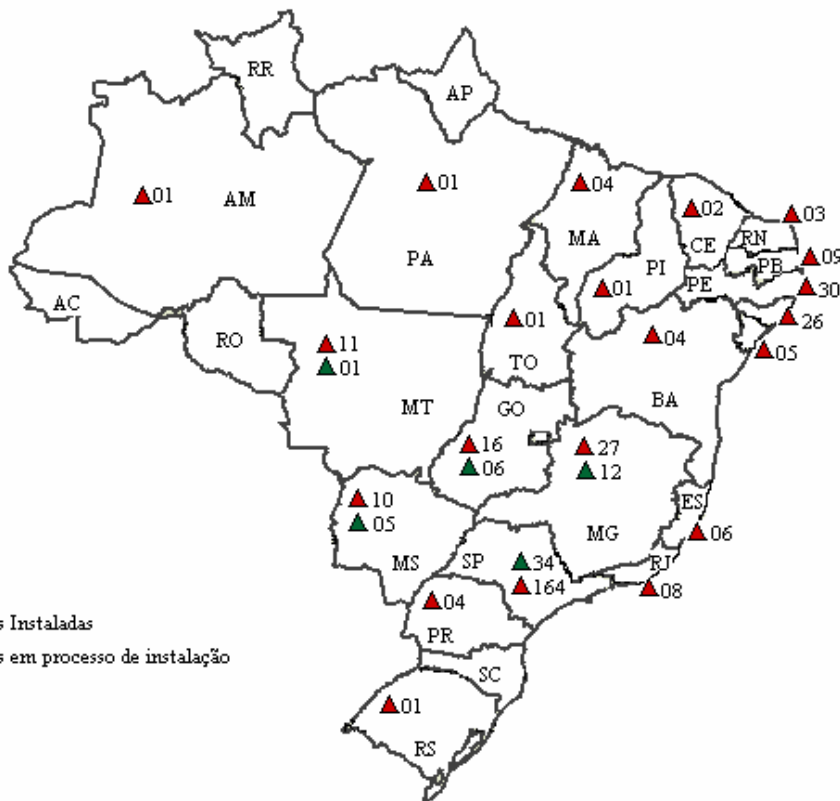 RR
AP
01
AM
01
PA
04
MA
02
CE
03
RN
09
PB
PI
01
PE
30
26
05
AC
RO
11
01
MT
01
TO
04
BA
GO
16
06
27
12
MG
10
05
MS
ES
06
SP
34
164
RJ
08
04
PR
s Instaladas
s em processo de instalação
SC
01
RS